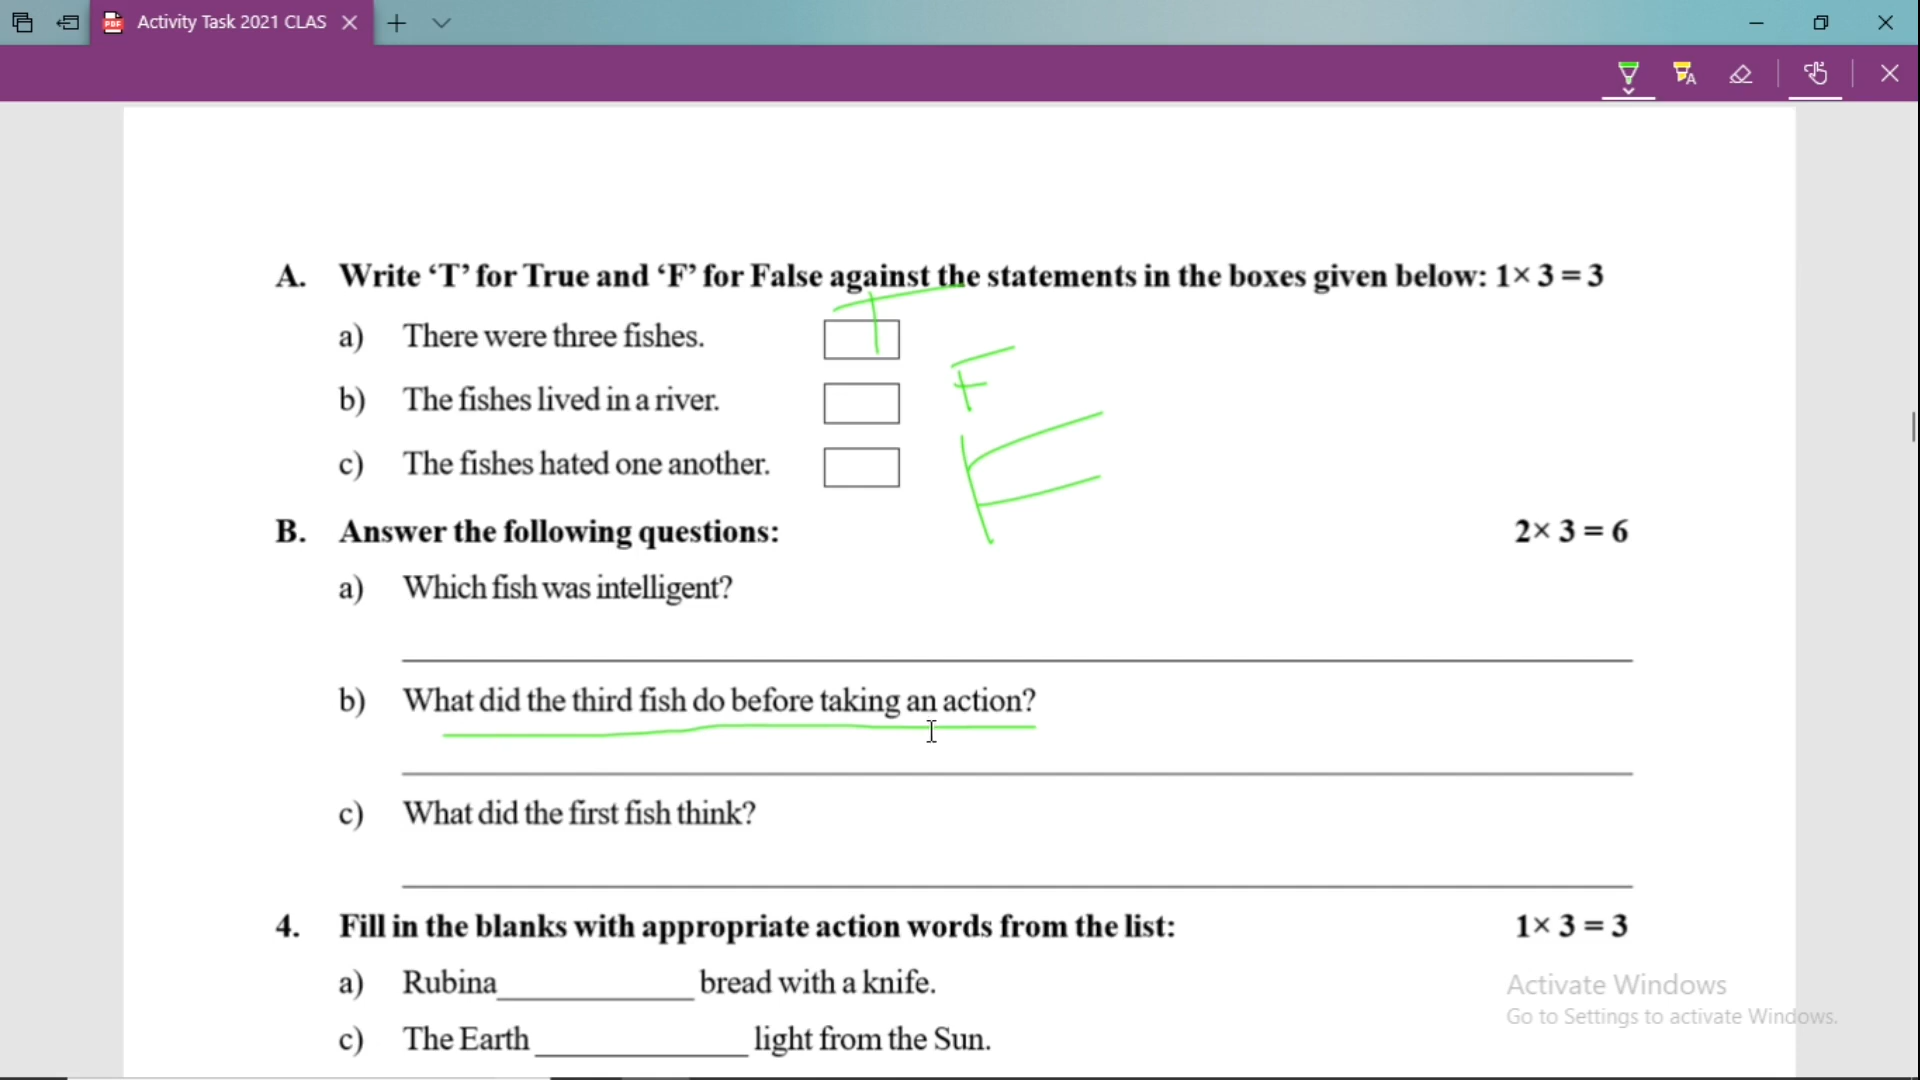 Activity Task 2021 CLAS
A. Write ‘T’ for True and ‘F’ for False against the statements in the boxes given below: 1× 3 = 3
a) There were three fishes. T
b) The fishes lived in a river. F
c) The fishes hated one another. F
B. Answer the following questions: 2× 3 = 6
a) Which fish was intelligent?
b) What did the third fish do before taking an action?
c) What did the first fish think?
4. Fill in the blanks with appropriate action words from the list: 1× 3 = 3
a) Rubina____________ bread with a knife.
Activate Windows
Go to Settings to activate Windows.
c) The Earth _____________ light from the Sun.